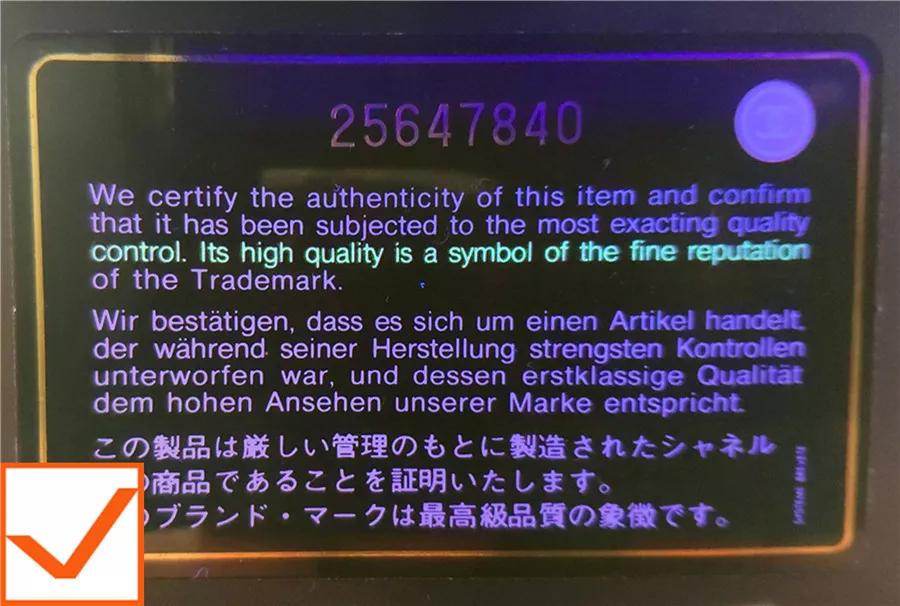 25647840
We certify the authenticity of this item and confirm
that it has been subjected to the most exacting quality
control. Its high quality is a symbol of the fine reputation
of the Trademark.
Wir bestätigen, dass es sich um einen Artikel handelt,
der während seiner Herstellung strengsten Kontrollen
unterworfen war, und dessen erstklassige Qualität
dem hohen Ansehen unserer Marke entspricht.
この製品は厳しい管理のもとに製造されたシャネル
商品であることを証明いたします。
ブランド・マークは最高級品質の象徴です。